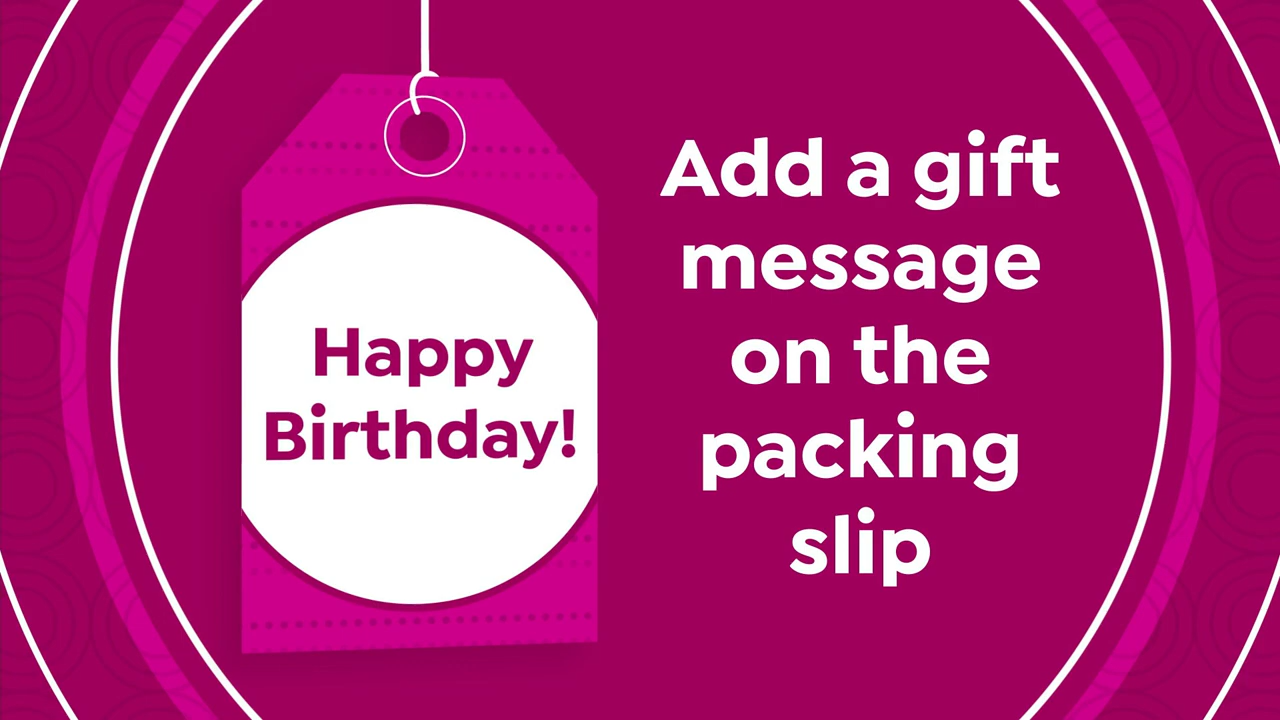 Happy
Birthday!
Add a gift
message
on the
packing
slip